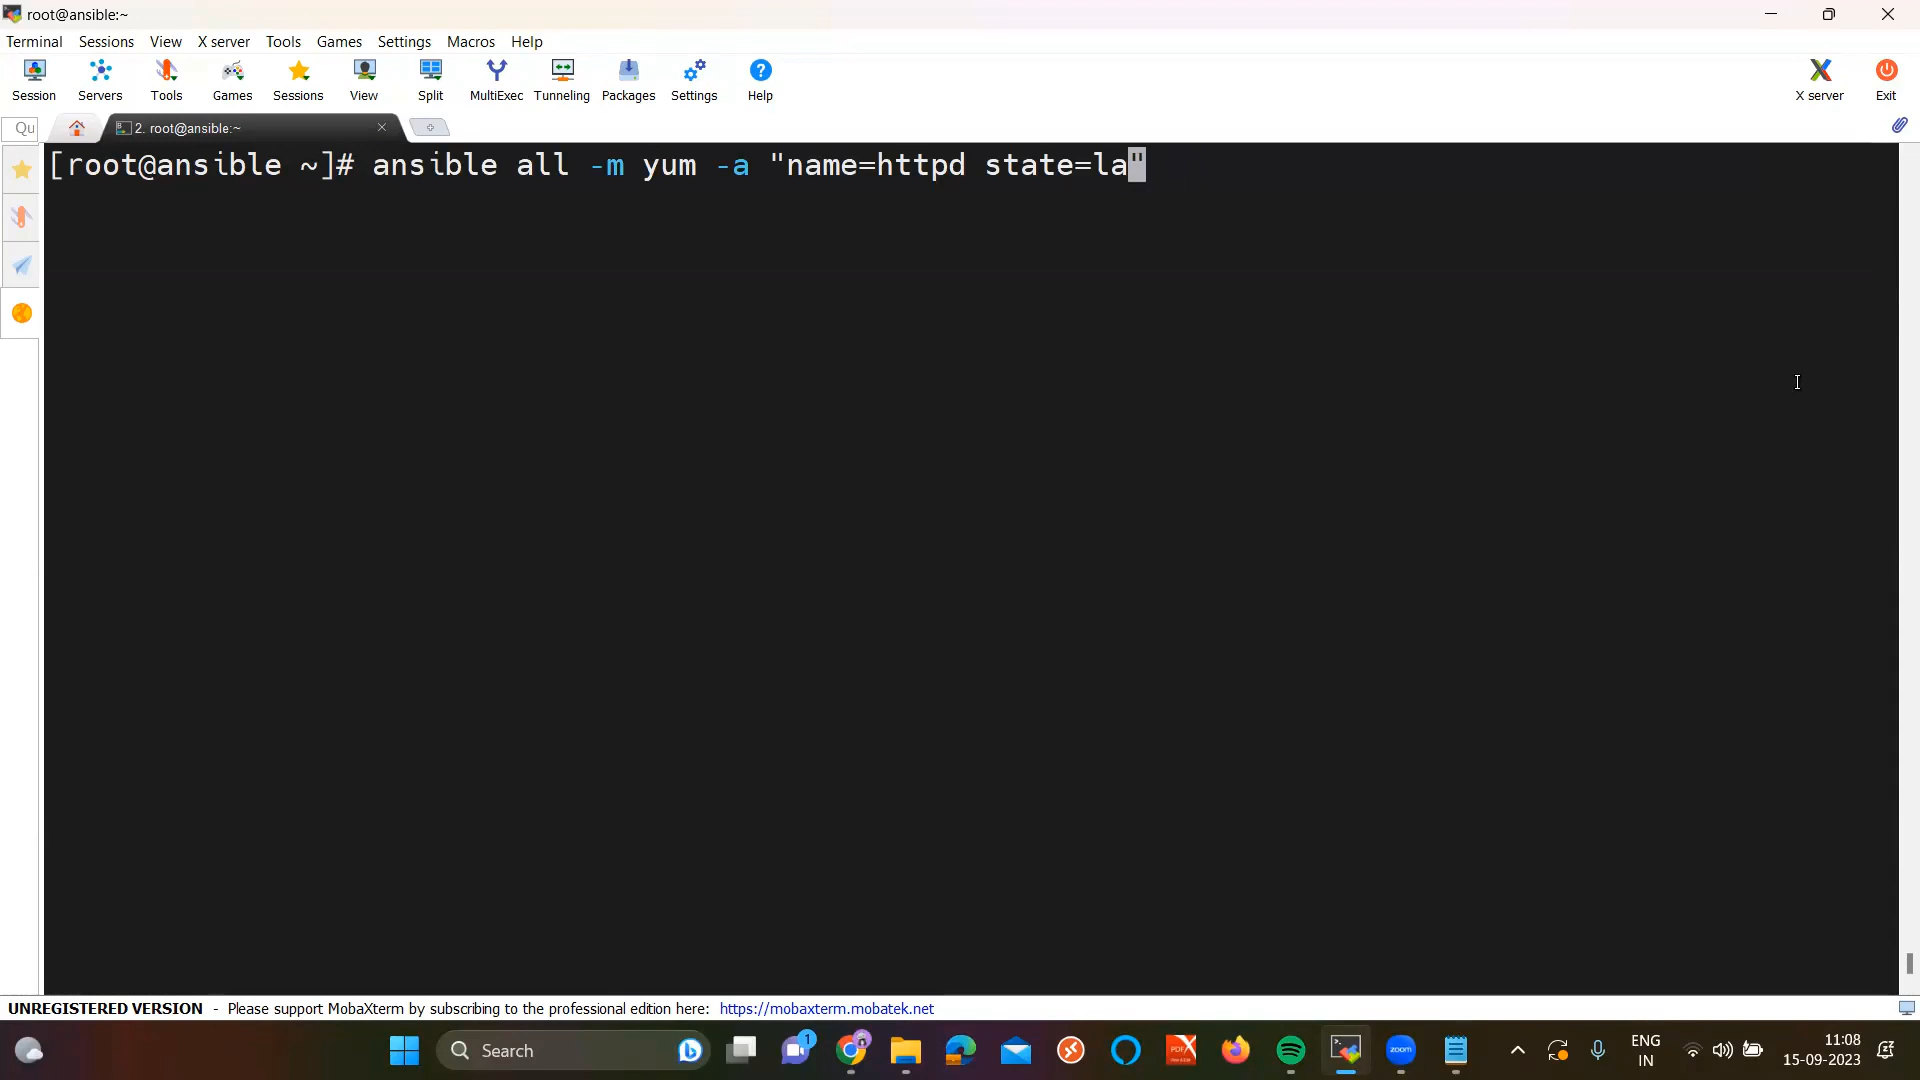 root@ansible:~
Terminal Sessions View X server Tools Games Settings Macros Help
Session Servers Tools Games Sessions View Split MultiExec Tunneling Packages Settings Help X server Exit
Qu 2. root@ansible:~
[root@ansible ~]# ansible all -m yum -a "name=httpd state=la"
UNREGISTERED VERSION - Please support MobaXterm by subscribing to the professional edition here: https://mobaxterm.mobatek.net
Search 1 zoom ENG 11:08
IN 15-09-2023